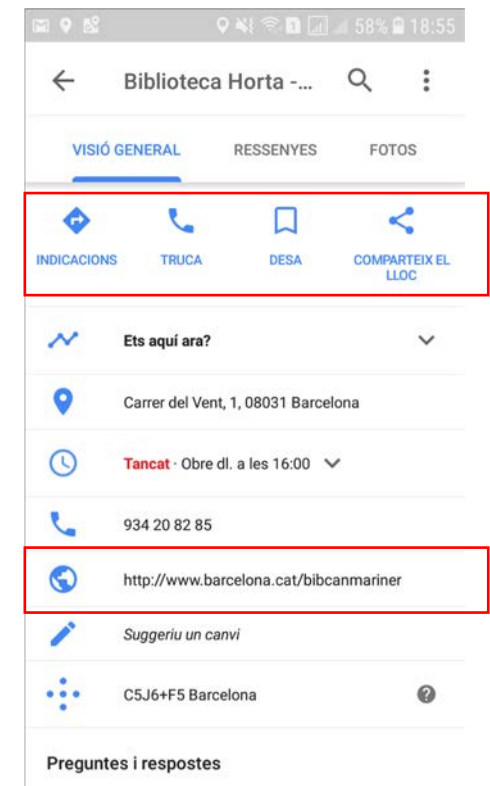 58% 18:55
Biblioteca Horta -...
VISIÓ GENERAL RESSENYES FOTOS
INDICACIONS TRUCA DESA COMPARTEIX EL
LLOC
Ets aquí ara?
Carrer del Vent, 1, 08031 Barcelona
Tancat · Obre dl. a les 16:00
934 20 82 85
http://www.barcelona.cat/bibcanmariner
Suggeriu un canvi
C5J6+F5 Barcelona
Preguntes i respostes